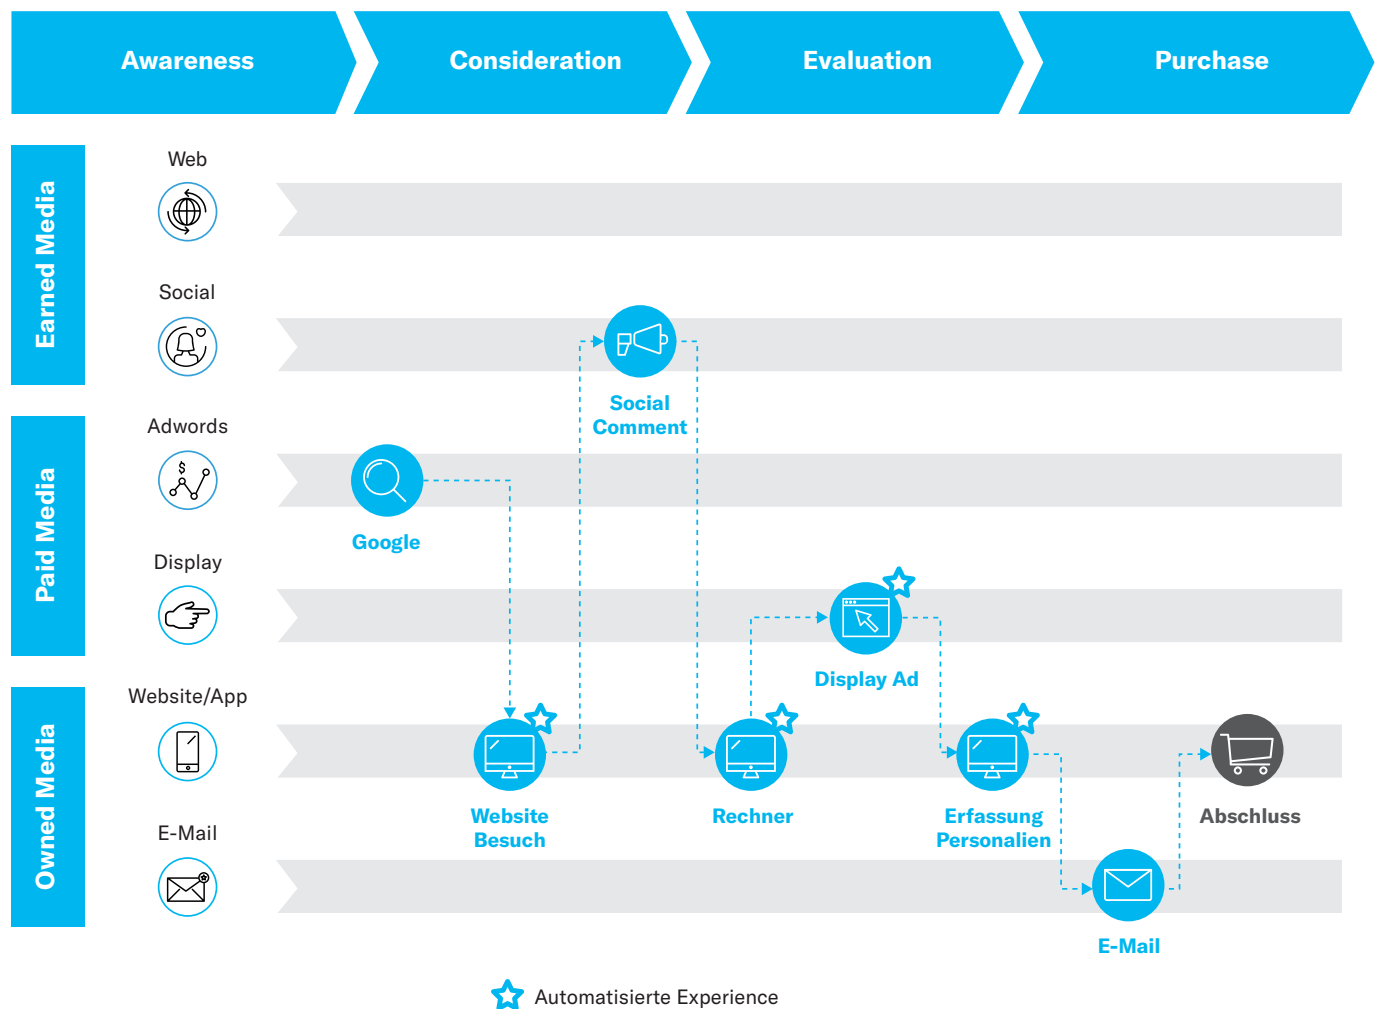 Awareness
Consideration
Evaluation
Purchase
Earned Media
Web
Social
Social
Comment
Paid Media
Adwords
$
Google
Display
Display Ad
Owned Media
Website/App
Website
Besuch
Rechner
Erfassung
Personalien
Abschluss
E-Mail
E-Mail
Automatisierte Experience